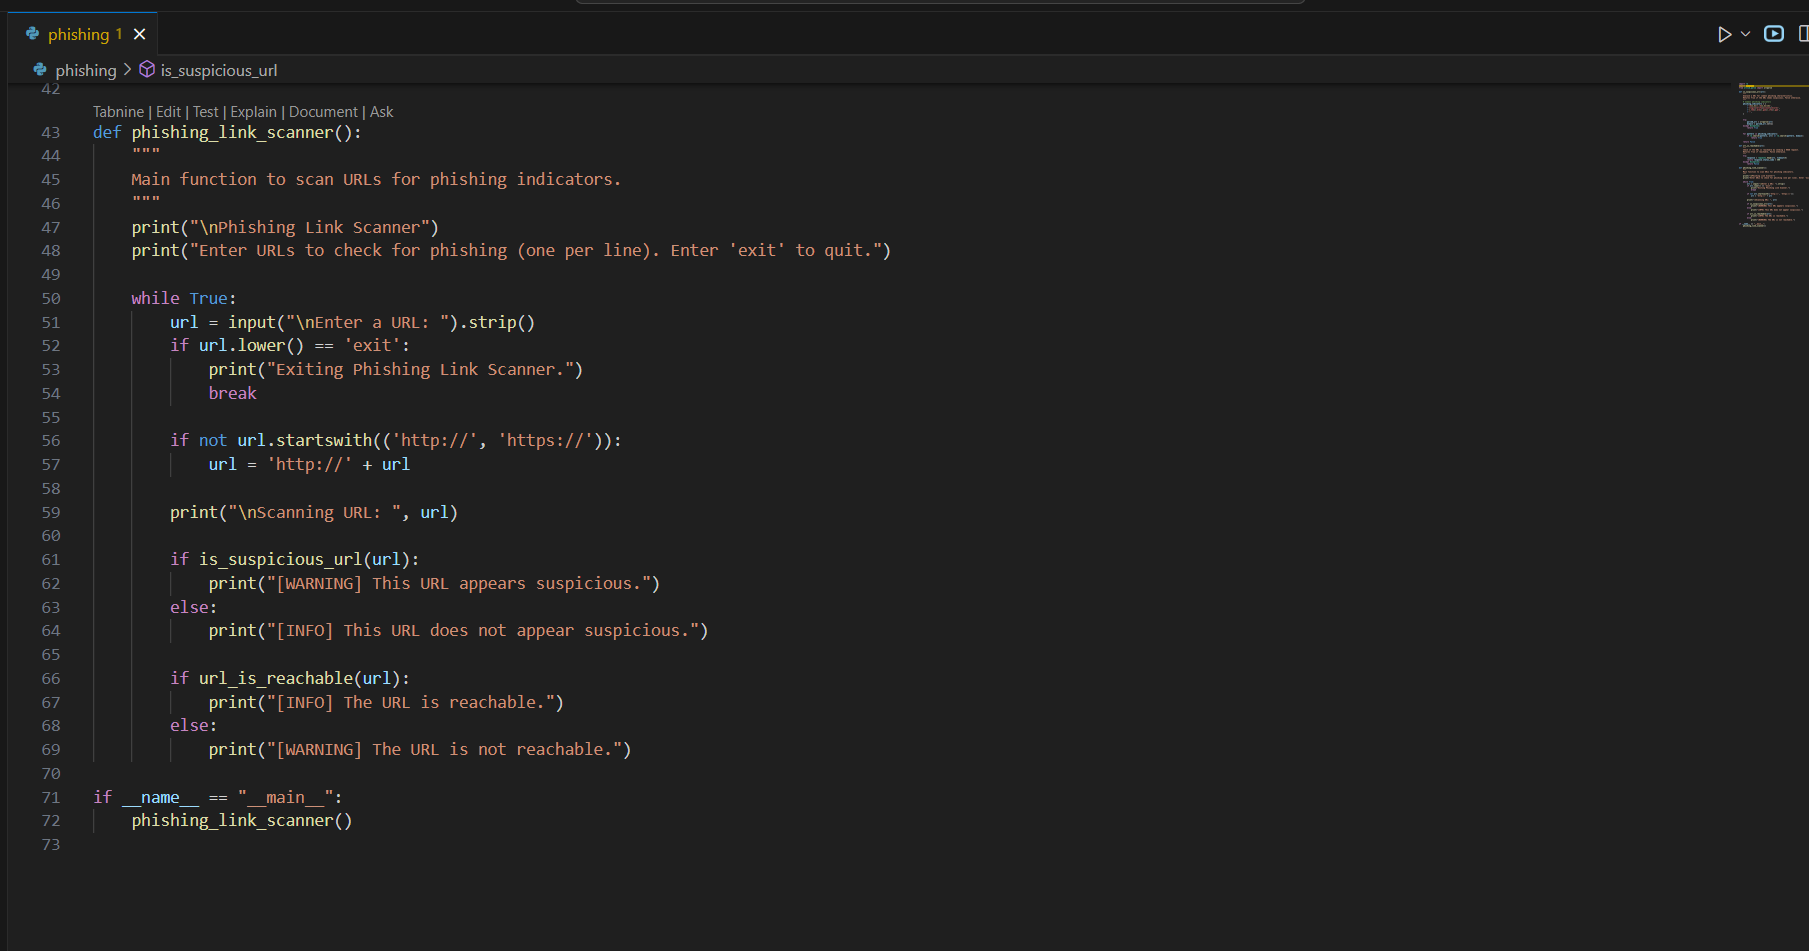 phishing 1
phishing > is_suspicious_url
42
Tabnine | Edit | Test | Explain | Document | Ask
43 def phishing_link_scanner():
44     """
45     Main function to scan URLs for phishing indicators.
46     """
47     print("\nPhishing Link Scanner")
48     print("Enter URLs to check for phishing (one per line). Enter 'exit' to quit.")
49
50     while True:
51         url = input("\nEnter a URL: ").strip()
52         if url.lower() == 'exit':
53             print("Exiting Phishing Link Scanner.")
54             break
55
56         if not url.startswith(('http://', 'https://')):
57             url = 'http://' + url
58
59         print("\nScanning URL: ", url)
60
61         if is_suspicious_url(url):
62             print("[WARNING] This URL appears suspicious.")
63         else:
64             print("[INFO] This URL does not appear suspicious.")
65
66         if url_is_reachable(url):
67             print("[INFO] The URL is reachable.")
68         else:
69             print("[WARNING] The URL is not reachable.")
70
71 if __name__ == "__main__":
72     phishing_link_scanner()
73